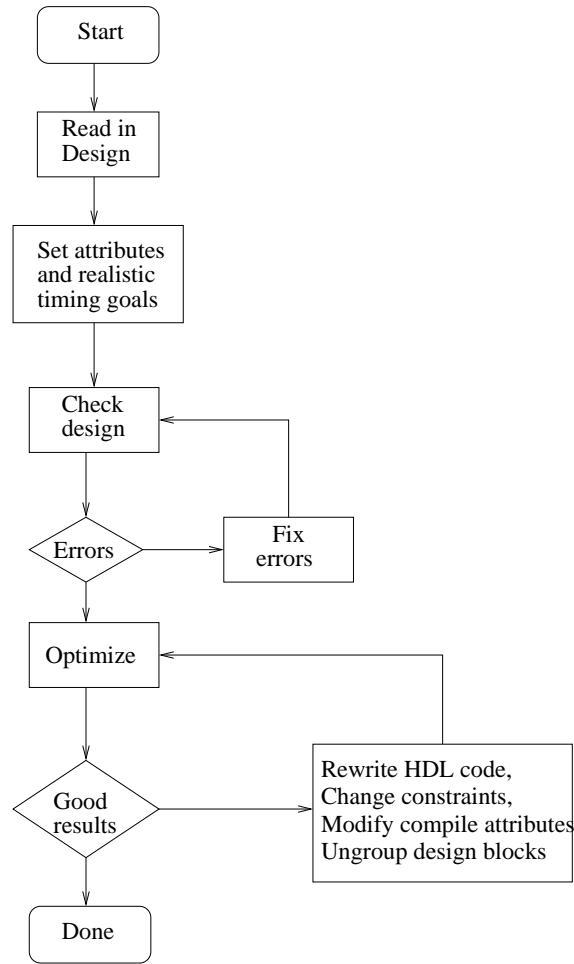 Start
Read in
Design
Set attributes
and realistic
timing goals
Check
design
Errors
Fix
errors
Optimize
Good
results
Rewrite HDL code,
Change constraints,
Modify compile attributes
Ungroup design blocks
Done